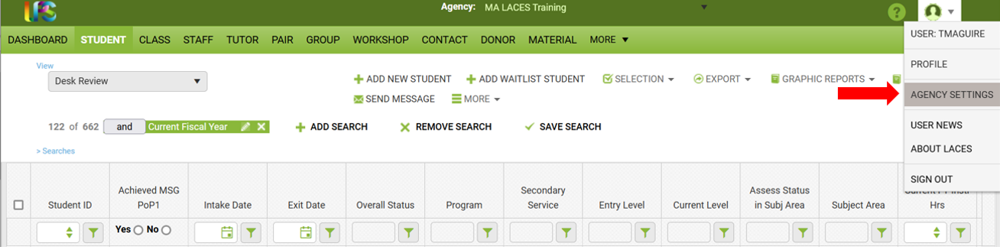 LPS
Agency: MA LACES Training
?
DASHBOARD STUDENT CLASS STAFF TUTOR PAIR GROUP WORKSHOP CONTACT DONOR MATERIAL MORE
USER: TMAGUIRE
View
PROFILE
Desk Review
ADD NEW STUDENT ADD WAITLIST STUDENT SELECTION EXPORT GRAPHIC REPORTS
AGENCY SETTINGS
SEND MESSAGE MORE
122 of 662 and Current Fiscal Year ADD SEARCH REMOVE SEARCH SAVE SEARCH
USER NEWS
> Searches
ABOUT LACES
SIGN OUT
Achieved MSG
Secondary
Assess Status
Student ID PoP1 Intake Date Exit Date Overall Status Program Service Entry Level Current Level in Subj Area Subject Area Hrs
Yes No